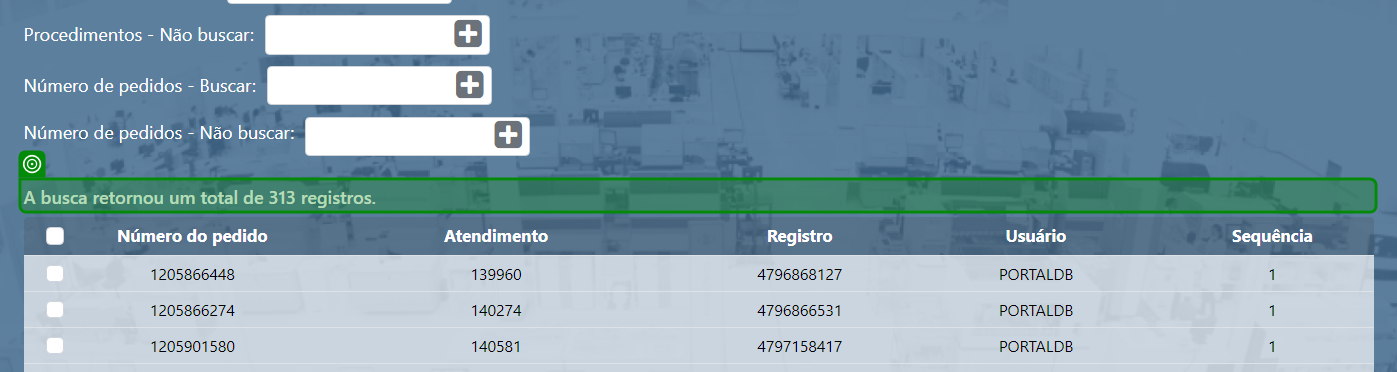 Procedimentos - Não buscar:
Número de pedidos - Buscar:
Número de pedidos - Não buscar:
A busca retornou um total de 313 registros.
Número do pedido Atendimento Registro Usuário Sequência
1205866448 139960 4796868127 PORTALDB 1
1205866274 140274 4796866531 PORTALDB 1
1205901580 140581 4797158417 PORTALDB 1